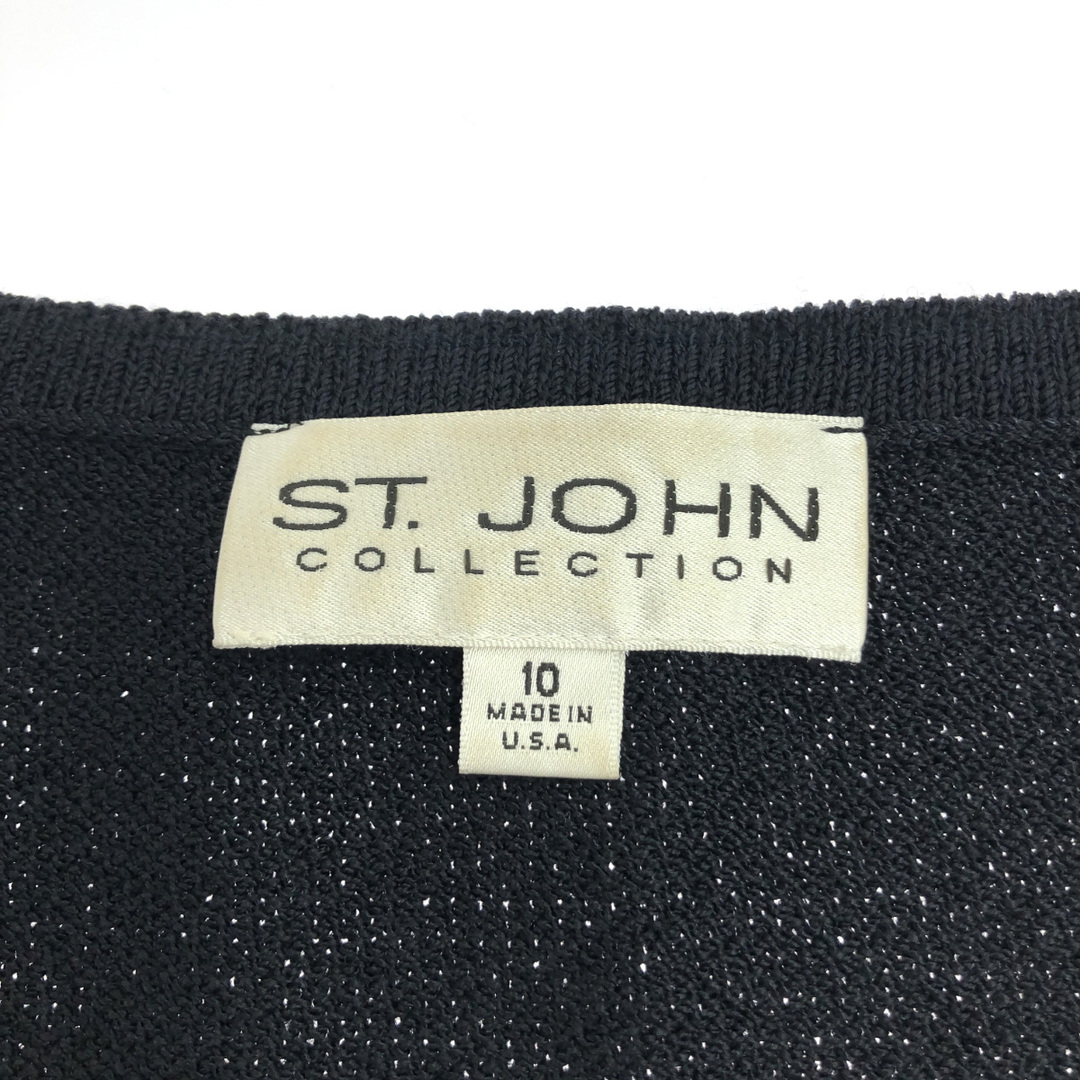 ST. JOHN
COLLECTION
10
MADE IN
U.S.A.